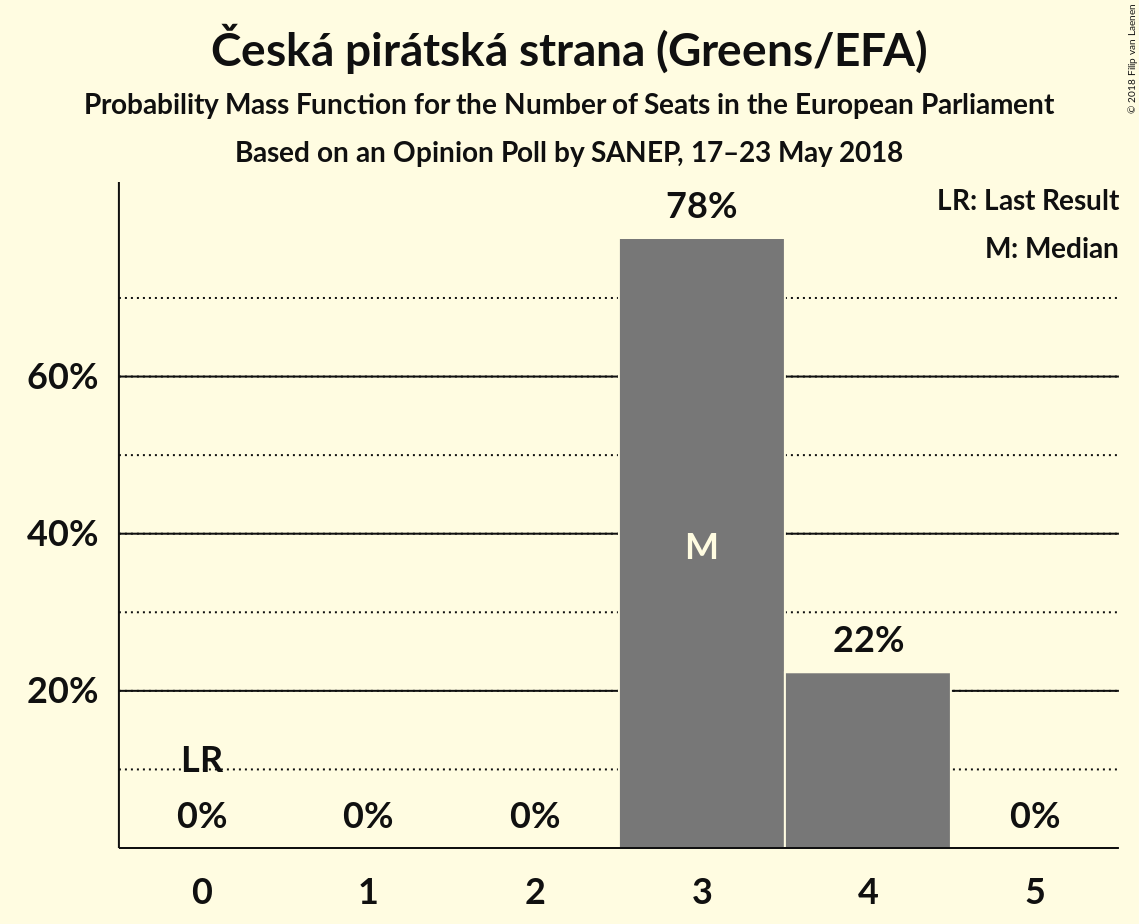 Česká pirátská strana (Greens/EFA)
Probability Mass Function for the Number of Seats in the European Parliament
Based on an Opinion Poll by SANEP, 17–23 May 2018
© 2018 Filip van Laenen
LR: Last Result
M: Median
78%
60%
M
40%
22%
20%
LR
0%
0%
0%
0%
0
1
2
3
4
5